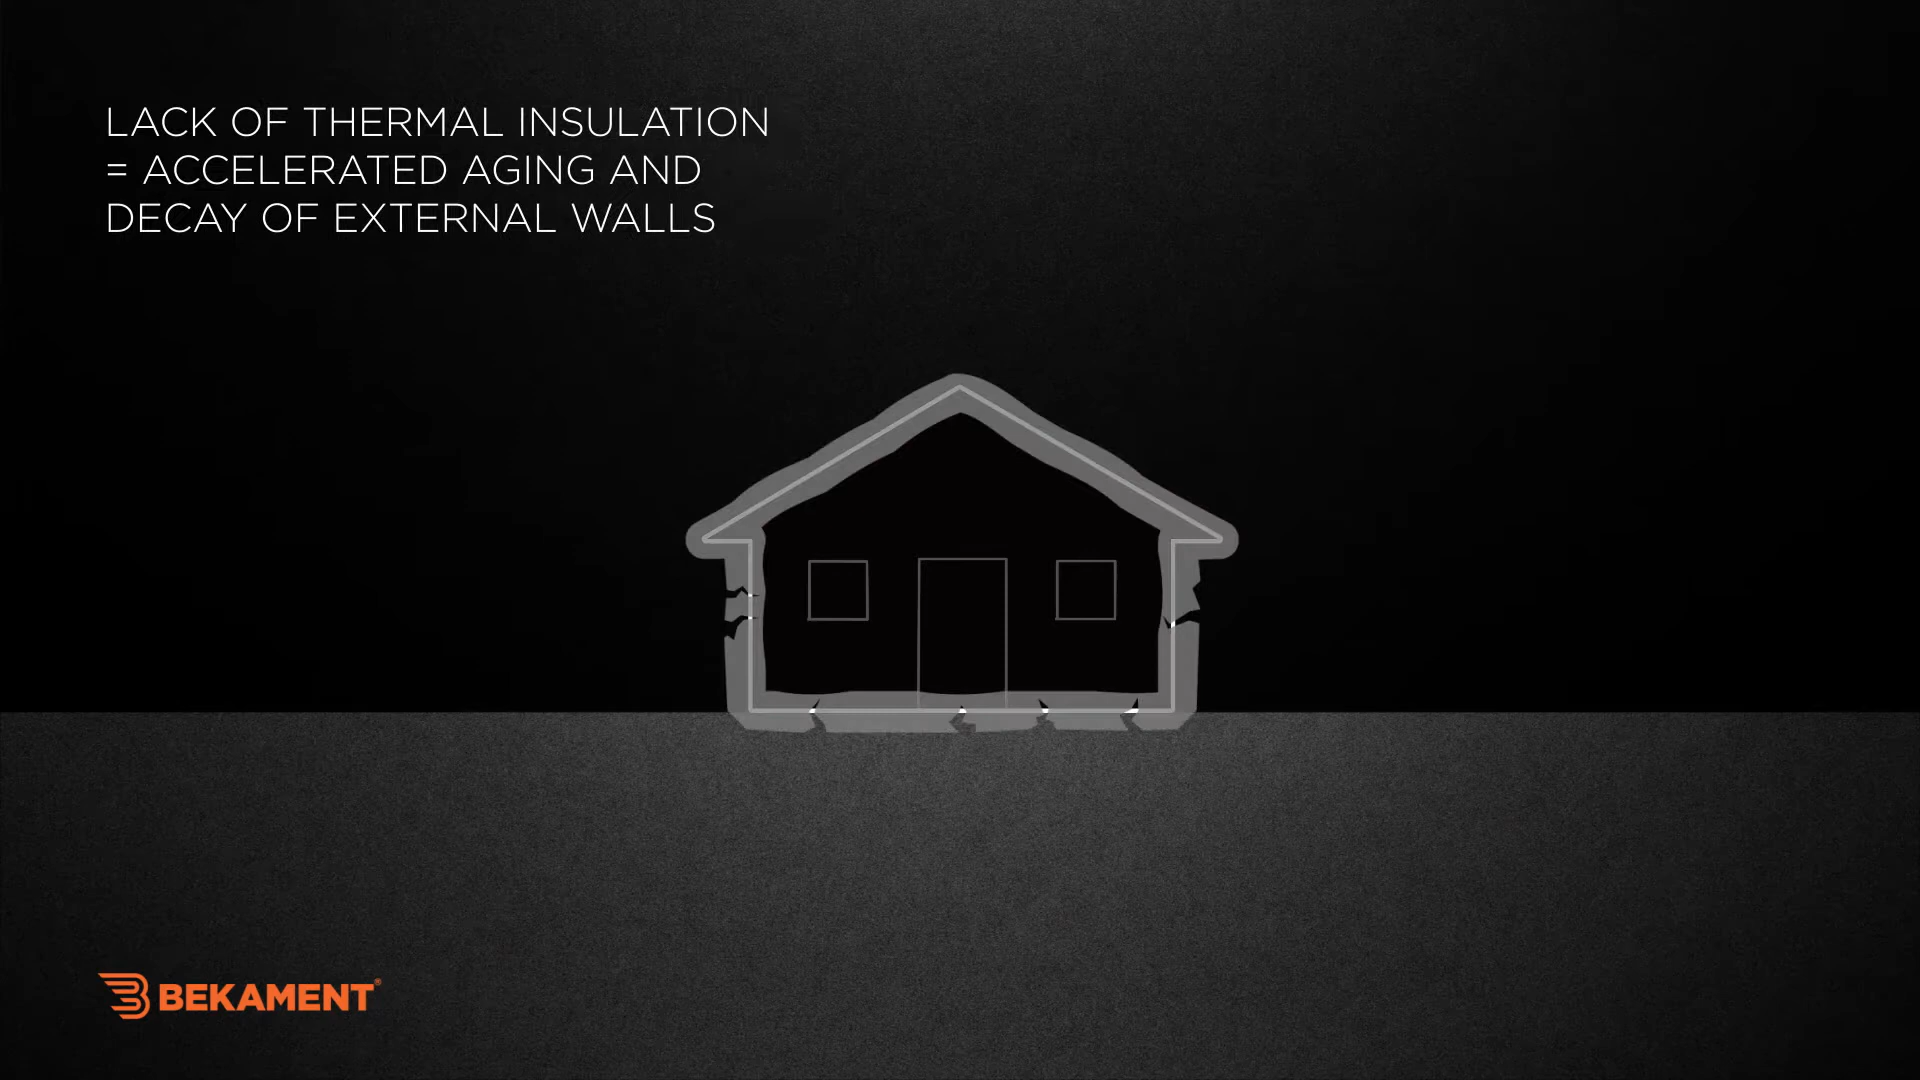 LACK OF THERMAL INSULATION
= ACCELERATED AGING AND
DECAY OF EXTERNAL WALLS
BEKAMENT®